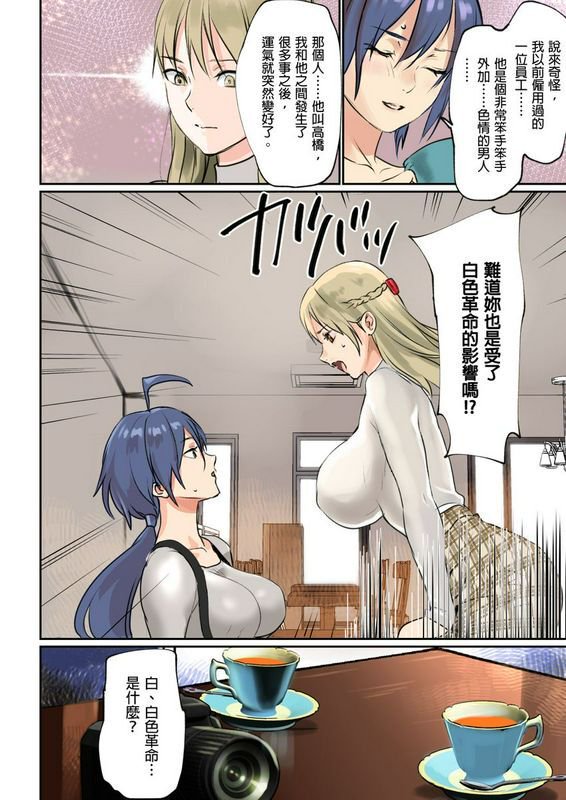 說來奇怪，
我以前僱用過的
一位員工……
他是個非常笨手笨手
外加……色情的男人
……
那個人……他叫高橋，
我和他之間發生了
很多事之後，
運氣就突然變好了。
ガバッ
難道妳也是受了
白色革命的影響嗎!?
白、白色革命…
是什麼？